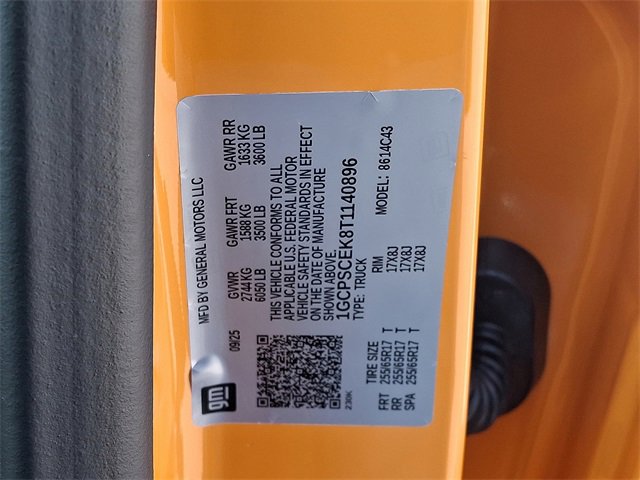 gm
MFD BY GENERAL MOTORS LLC
09/25
GVWR GAWR FRT GAWR RR
2744 KG 1588 KG 1633 KG
6050 LB 3500 LB 3600 LB
THIS VEHICLE CONFORMS TO ALL
APPLICABLE U.S. FEDERAL MOTOR
VEHICLE SAFETY STANDARDS IN EFFECT
ON THE DATE OF MANUFACTURE
SHOWN ABOVE.
1GCPSCEK8T1140896
TYPE: TRUCK MODEL: 8614C43
230K
TIRE SIZE RIM
FRT 255/65R17 T 17X8J
RR 255/65R17 T 17X8J
SPA 255/65R17 T 17X8J